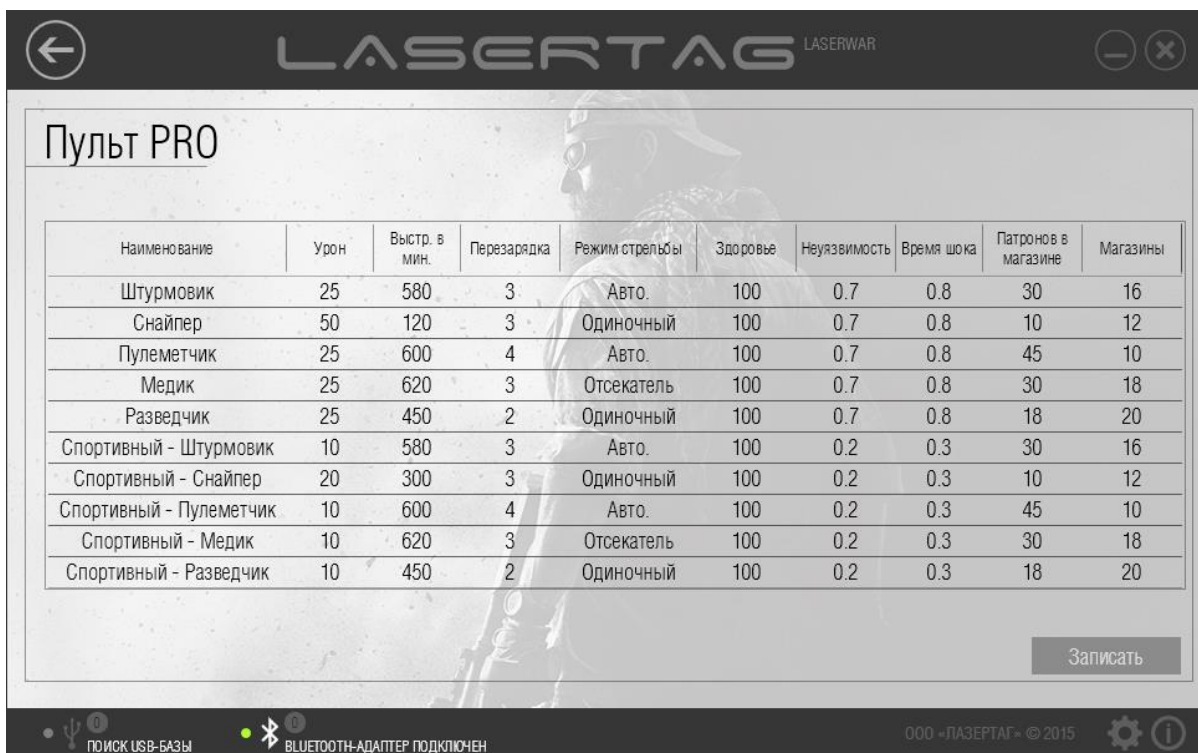 LASERTAG LASERWAR
Пульт PRO
Наименование Урон Выстр. в мин. Перезарядка Режим стрельбы Здоровье Неуязвимость Время шока Патронов в магазине Магазины
Штурмовик 25 580 3 Авто. 100 0.7 0.8 30 16
Снайпер 50 120 3 Одиночный 100 0.7 0.8 10 12
Пулеметчик 25 600 4 Авто. 100 0.7 0.8 45 10
Медик 25 620 3 Отсекатель 100 0.7 0.8 30 18
Разведчик 25 450 2 Одиночный 100 0.7 0.8 18 20
Спортивный - Штурмовик 10 580 3 Авто. 100 0.2 0.3 30 16
Спортивный - Снайпер 20 300 3 Одиночный 100 0.2 0.3 10 12
Спортивный - Пулеметчик 10 600 4 Авто. 100 0.2 0.3 45 10
Спортивный - Медик 10 620 3 Отсекатель 100 0.2 0.3 30 18
Спортивный - Разведчик 10 450 2 Одиночный 100 0.2 0.3 18 20
Записать
0 ПОИСК USB-БАЗЫ 0 BLUETOOTH-АДАПТЕР ПОДКЛЮЧЕН ООО «ЛАЗЕРТАГ» © 2015